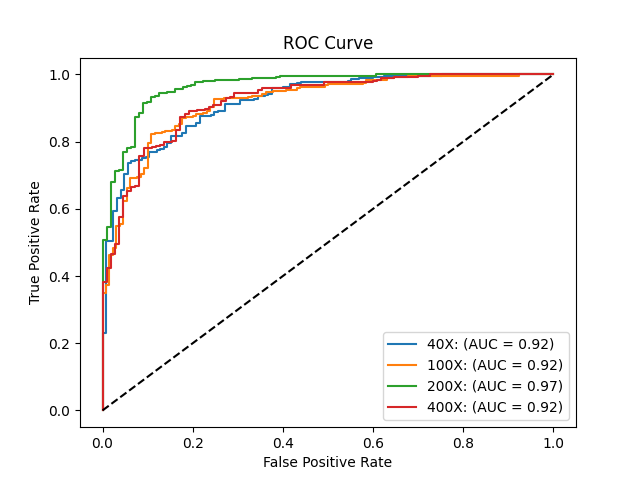 ROC Curve
True Positive Rate
1.0
0.8
0.6
0.4
0.2
0.0
0.0 0.2 0.4 0.6 0.8 1.0
False Positive Rate
40X: (AUC = 0.92)
100X: (AUC = 0.92)
200X: (AUC = 0.97)
400X: (AUC = 0.92)